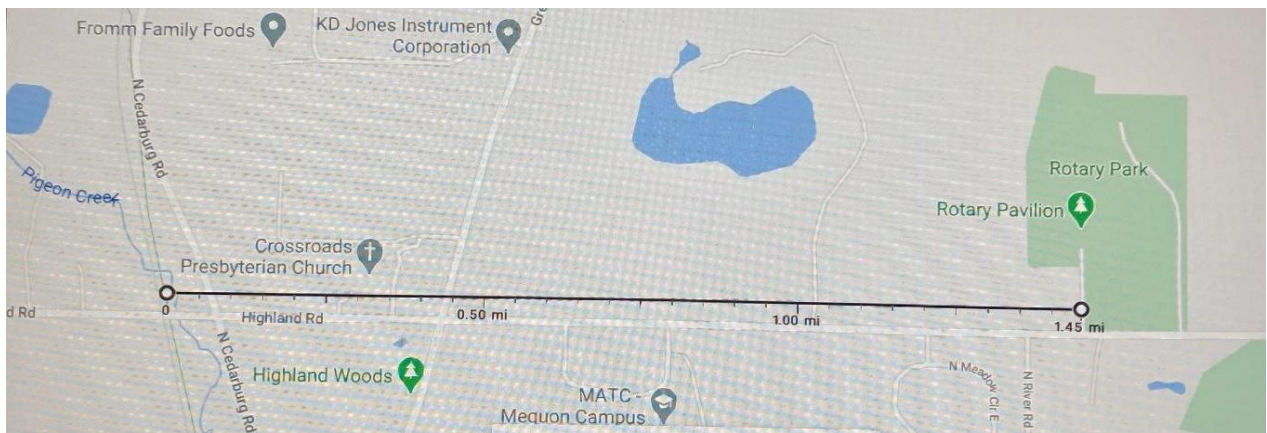 Fromm Family Foods
KD Jones Instrument
Corporation
Gre
N Cedarburg Rd
Pigeon Creek
Rotary Park
Rotary Pavilion
Crossroads
Presbyterian Church
0
0.50 mi
1.00 mi
1.45 mi
d Rd
Highland Rd
N Cedarburg Rd
Highland Woods
MATC -
Mequon Campus
N Meadow Cir E
N River Rd